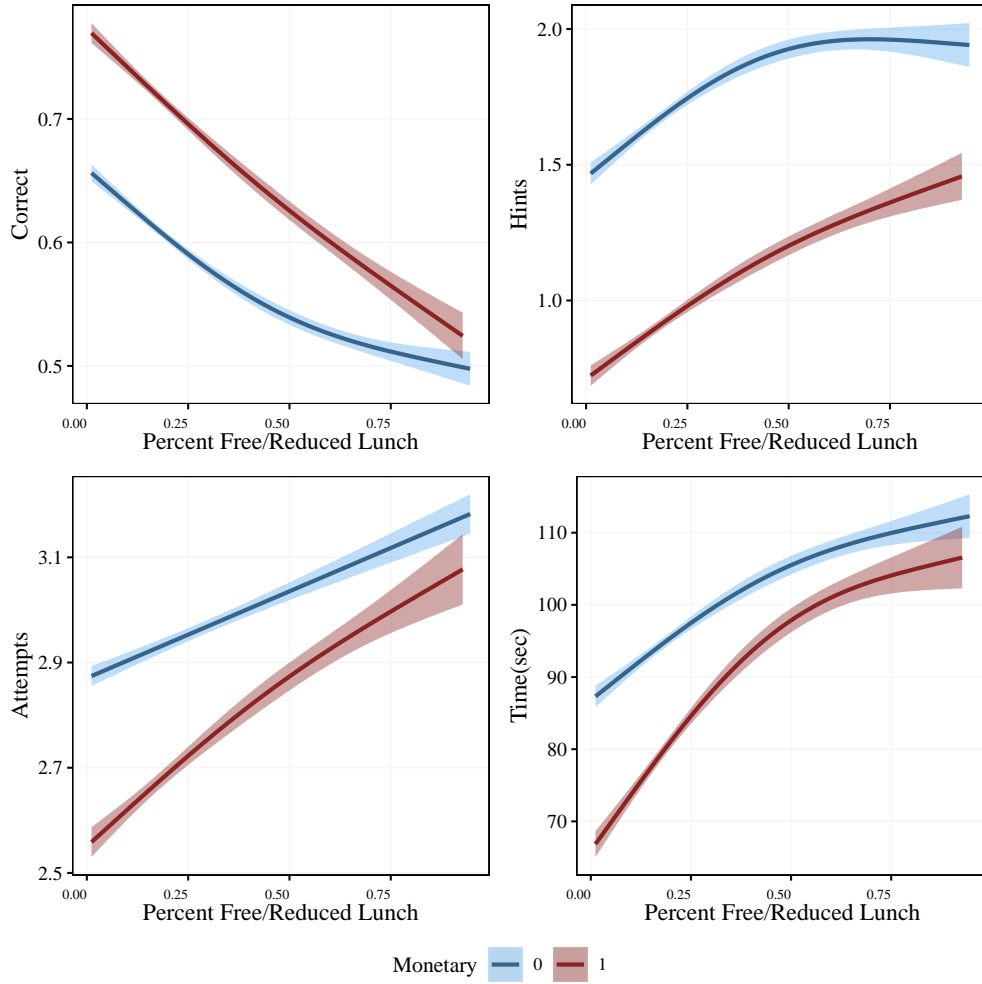 Correct
0.7
0.6
0.5
0.00 0.25 0.50 0.75
Percent Free/Reduced Lunch
Hints
2.0
1.5
1.0
0.00 0.25 0.50 0.75
Percent Free/Reduced Lunch
Attempts
3.1
2.9
2.7
2.5
0.00 0.25 0.50 0.75
Percent Free/Reduced Lunch
Time(sec)
110
100
90
80
70
0.00 0.25 0.50 0.75
Percent Free/Reduced Lunch
Monetary 0 1